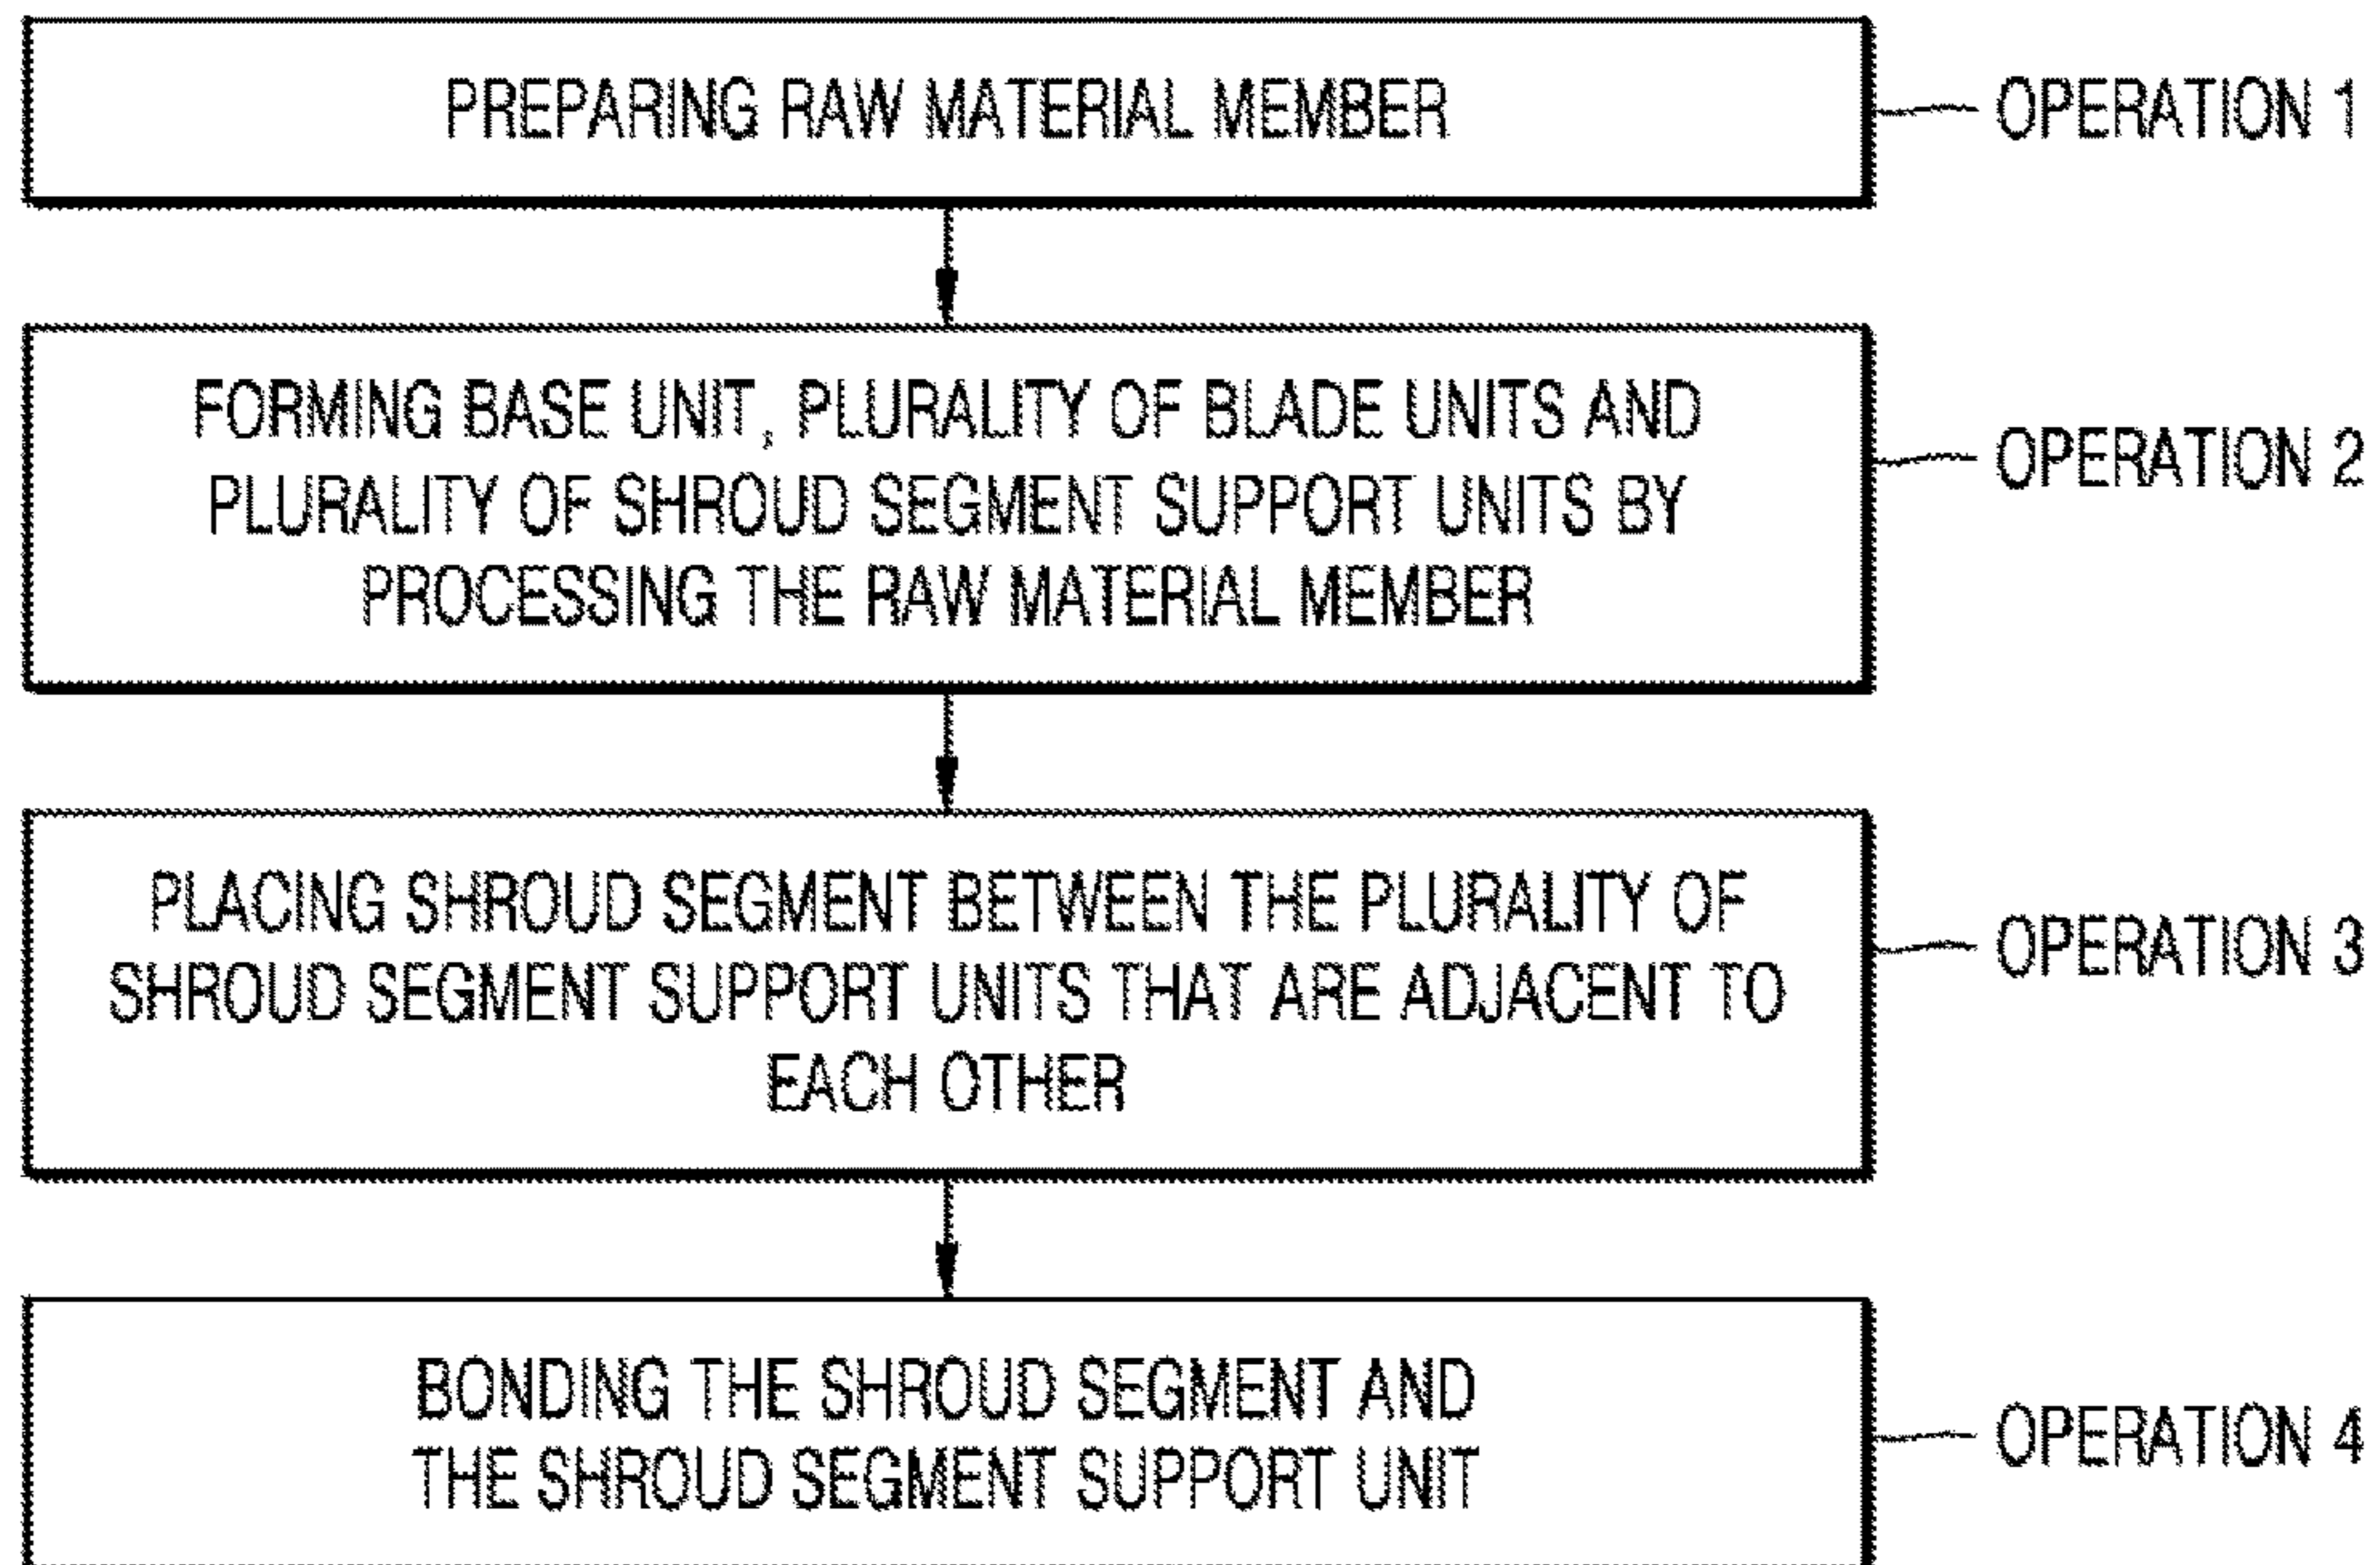 PREPARING RAW MATERIAL MEMBER
OPERATION 1
FORMING BASE UNIT, PLURALITY OF BLADE UNITS AND
PLURALITY OF SHROUD SEGMENT SUPPORT UNITS BY
PROCESSING THE RAW MATERIAL MEMBER
OPERATION 2
PLACING SHROUD SEGMENT BETWEEN THE PLURALITY OF
SHROUD SEGMENT SUPPORT UNITS THAT ARE ADJACENT TO
EACH OTHER
OPERATION 3
BONDING THE SHROUD SEGMENT AND
THE SHROUD SEGMENT SUPPORT UNIT
OPERATION 4